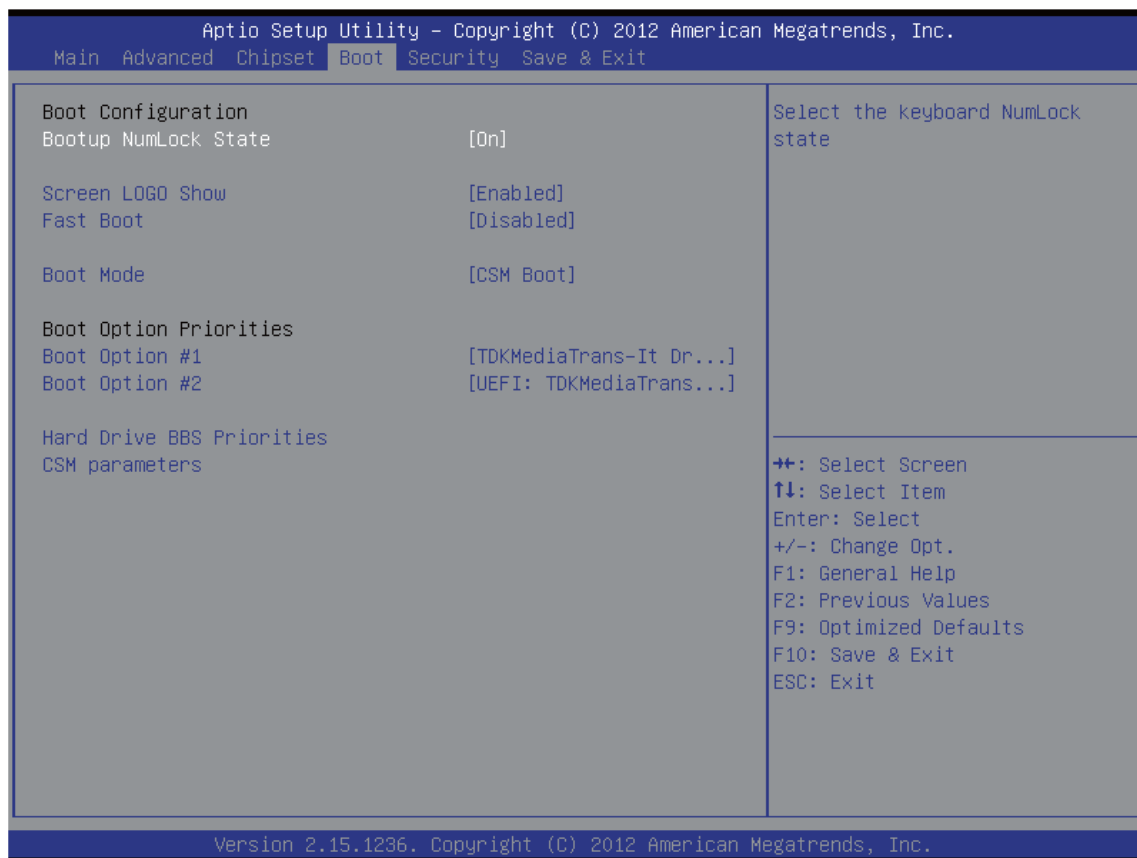 Aptio Setup Utility – Copyright (C) 2012 American Megatrends, Inc.
Main Advanced Chipset Boot Security Save & Exit
Boot Configuration
Bootup NumLock State [On]
Screen LOGO Show [Enabled]
Fast Boot [Disabled]
Boot Mode [CSM Boot]
Boot Option Priorities
Boot Option #1 [TDKMediaTrans-It Dr...]
Boot Option #2 [UEFI: TDKMediaTrans...]
Hard Drive BBS Priorities
CSM parameters
Select the keyboard NumLock
state
→←: Select Screen
↑↓: Select Item
Enter: Select
+/-: Change Opt.
F1: General Help
F2: Previous Values
F9: Optimized Defaults
F10: Save & Exit
ESC: Exit
Version 2.15.1236. Copyright (C) 2012 American Megatrends, Inc.